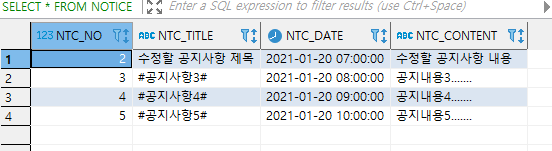 SELECT * FROM NOTICE Enter a SQL expression to filter results (use Ctrl+Space)
123 NTC_NO ABC NTC_TITLE NTC_DATE ABC NTC_CONTENT
1 2 수정할 공지사항 제목 2021-01-20 07:00:00 수정할 공지사항 내용
2 3 #공지사항3# 2021-01-20 08:00:00 공지내용3.......
3 4 #공지사항4# 2021-01-20 09:00:00 공지내용4.......
4 5 #공지사항5# 2021-01-20 10:00:00 공지내용5.......